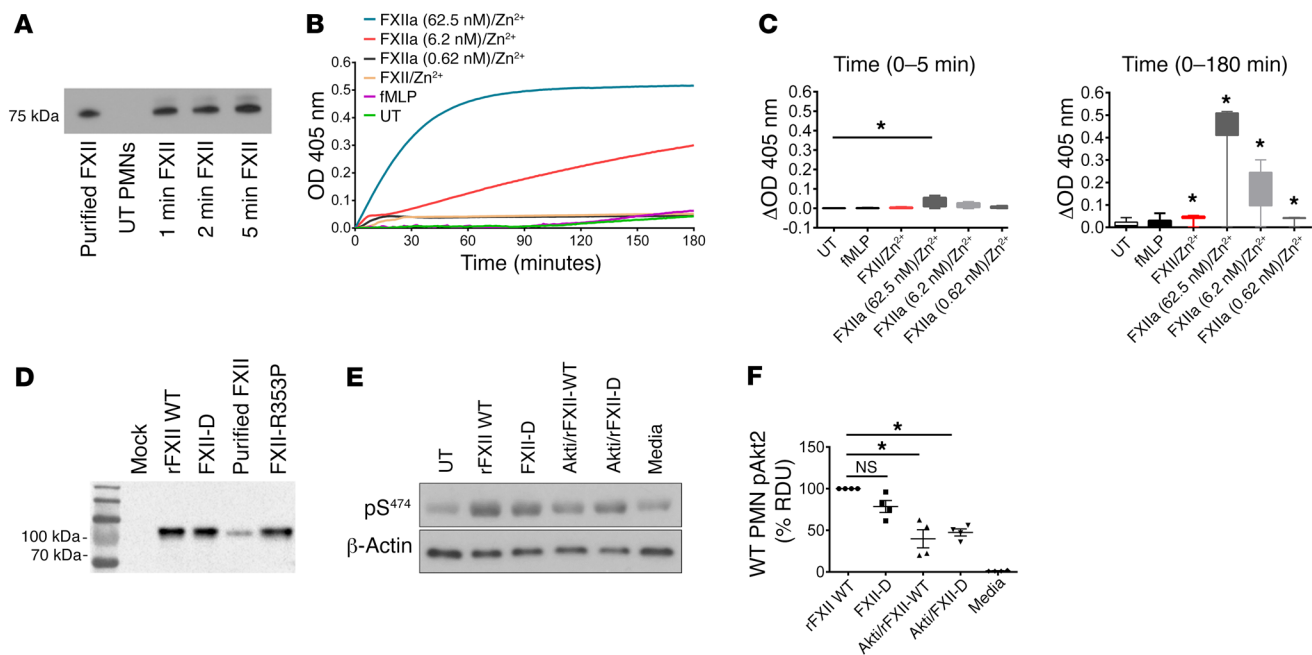 A
75 kDa
Purified FXII
UT PMNs
1 min FXII
2 min FXII
5 min FXII
B
FXIIa (62.5 nM)/Zn²⁺
FXIIa (6.2 nM)/Zn²⁺
FXIIa (0.62 nM)/Zn²⁺
FXII/Zn²⁺
fMLP
UT
OD 405 nm
0.6
0.5
0.4
0.3
0.2
0.1
0.0
0 30 60 90 120 150 180
Time (minutes)
C
Time (0–5 min)
ΔOD 405 nm
0.6
0.5
0.4
0.3
0.2
0.1
0.0
-0.1
*
UT
fMLP
FXII/Zn²⁺
FXIIa (62.5 nM)/Zn²⁺
FXIIa (6.2 nM)/Zn²⁺
FXIIa (0.62 nM)/Zn²⁺
Time (0–180 min)
ΔOD 405 nm
0.6
0.5
0.4
0.3
0.2
0.1
0.0
* * * *
UT
fMLP
FXII/Zn²⁺
FXIIa (62.5 nM)/Zn²⁺
FXIIa (6.2 nM)/Zn²⁺
FXIIa (0.62 nM)/Zn²⁺
D
Mock
rFXII WT
FXII-D
Purified FXII
FXII-R353P
100 kDa-
70 kDa-
E
UT
rFXII WT
FXII-D
Akti/rFXII-WT
Akti/rFXII-D
Media
pS⁴⁷⁴
β-Actin
F
WT PMN pAkt2
(% RDU)
150
100
50
0
*
*
NS
rFXII WT
FXII-D
Akti/rFXII-WT
Akti/FXII-D
Media